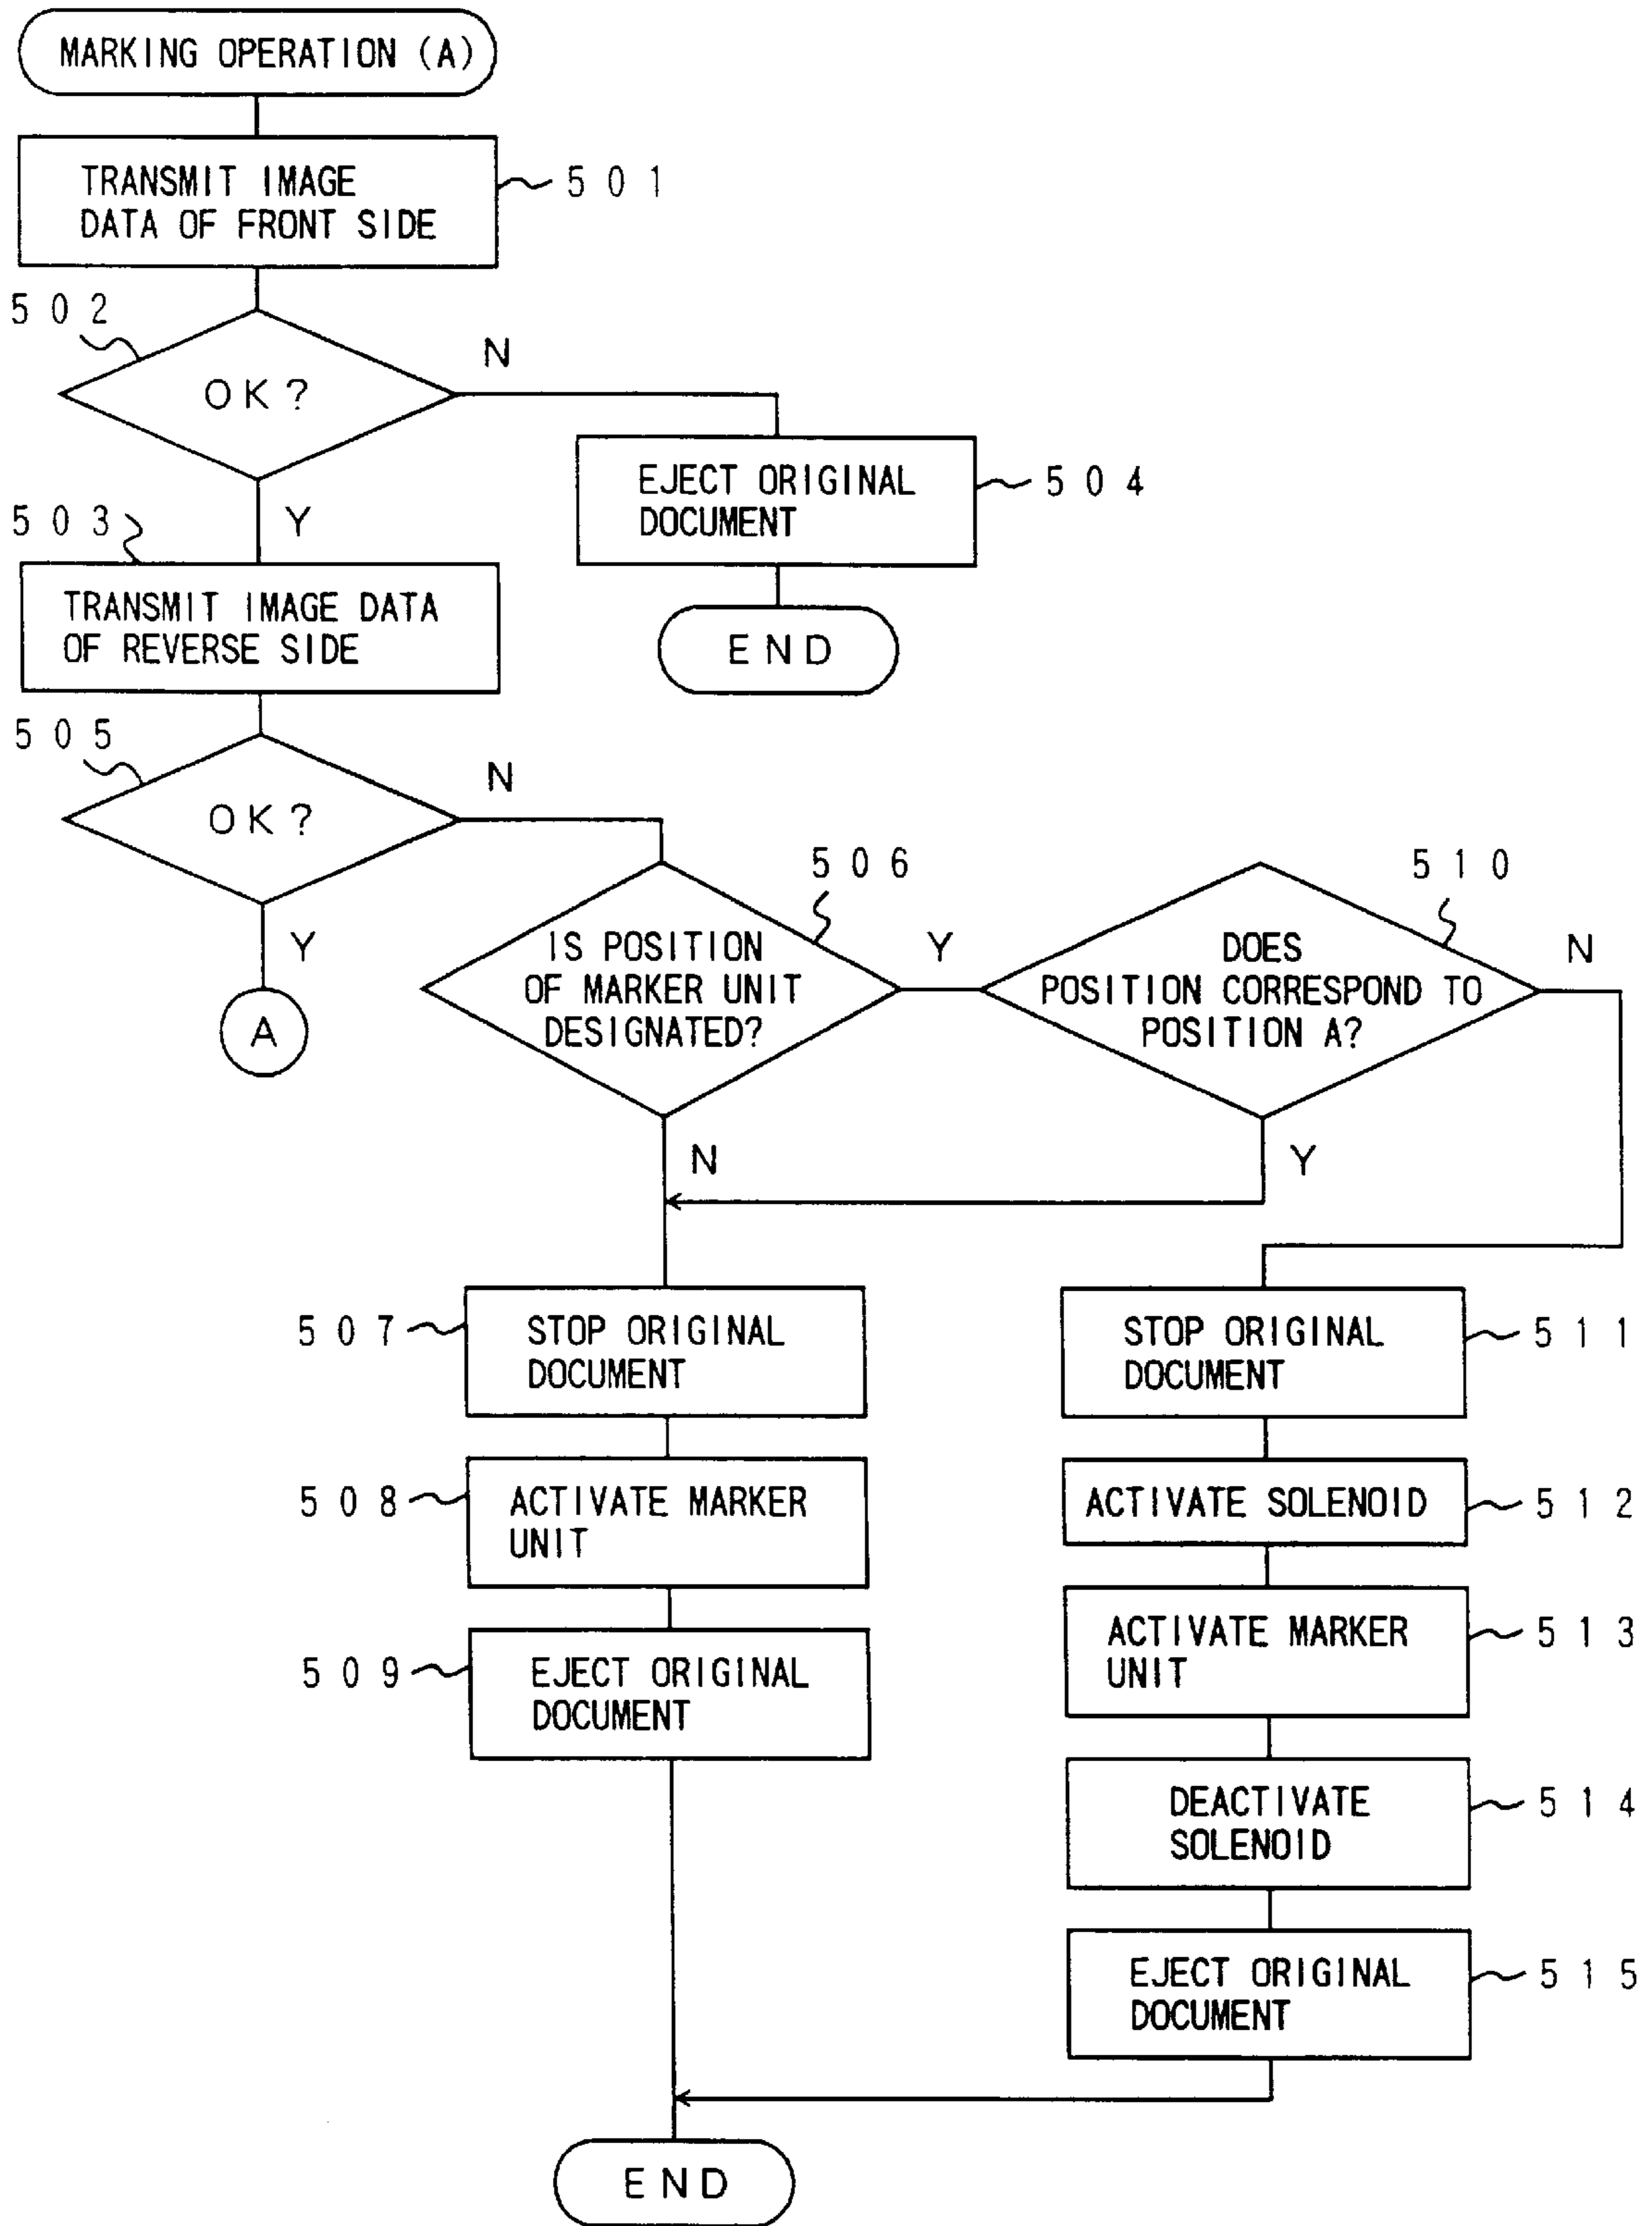 MARKING OPERATION (A)
TRANSMIT IMAGE
DATA OF FRONT SIDE
501
502
OK?
N
Y
EJECT ORIGINAL
DOCUMENT
504
END
503
TRANSMIT IMAGE DATA
OF REVERSE SIDE
505
OK?
N
Y
A
506
IS POSITION
OF MARKER UNIT
DESIGNATED?
Y
N
510
DOES
POSITION CORRESPOND TO
POSITION A?
N
Y
507
STOP ORIGINAL
DOCUMENT
508
ACTIVATE MARKER
UNIT
509
EJECT ORIGINAL
DOCUMENT
STOP ORIGINAL
DOCUMENT
511
ACTIVATE SOLENOID
512
ACTIVATE MARKER
UNIT
513
DEACTIVATE
SOLENOID
514
EJECT ORIGINAL
DOCUMENT
515
END